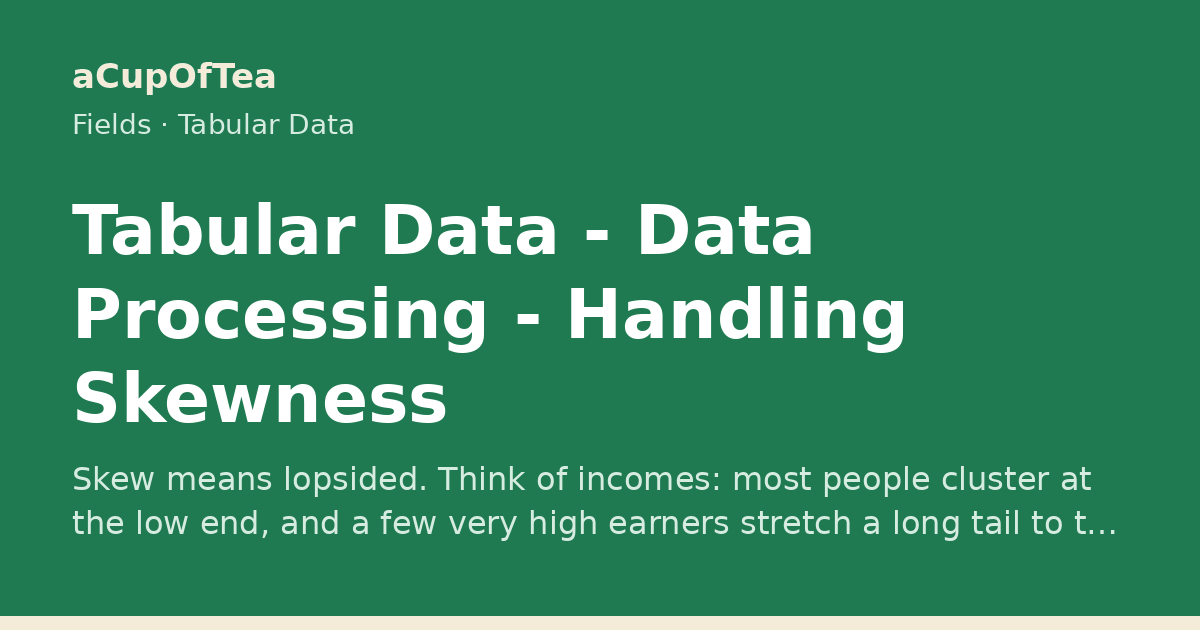 aCupOfTea
Fields · Tabular Data
Tabular Data - Data
Processing - Handling
Skewness
Skew means lopsided. Think of incomes: most people cluster at
the low end, and a few very high earners stretch a long tail to t…